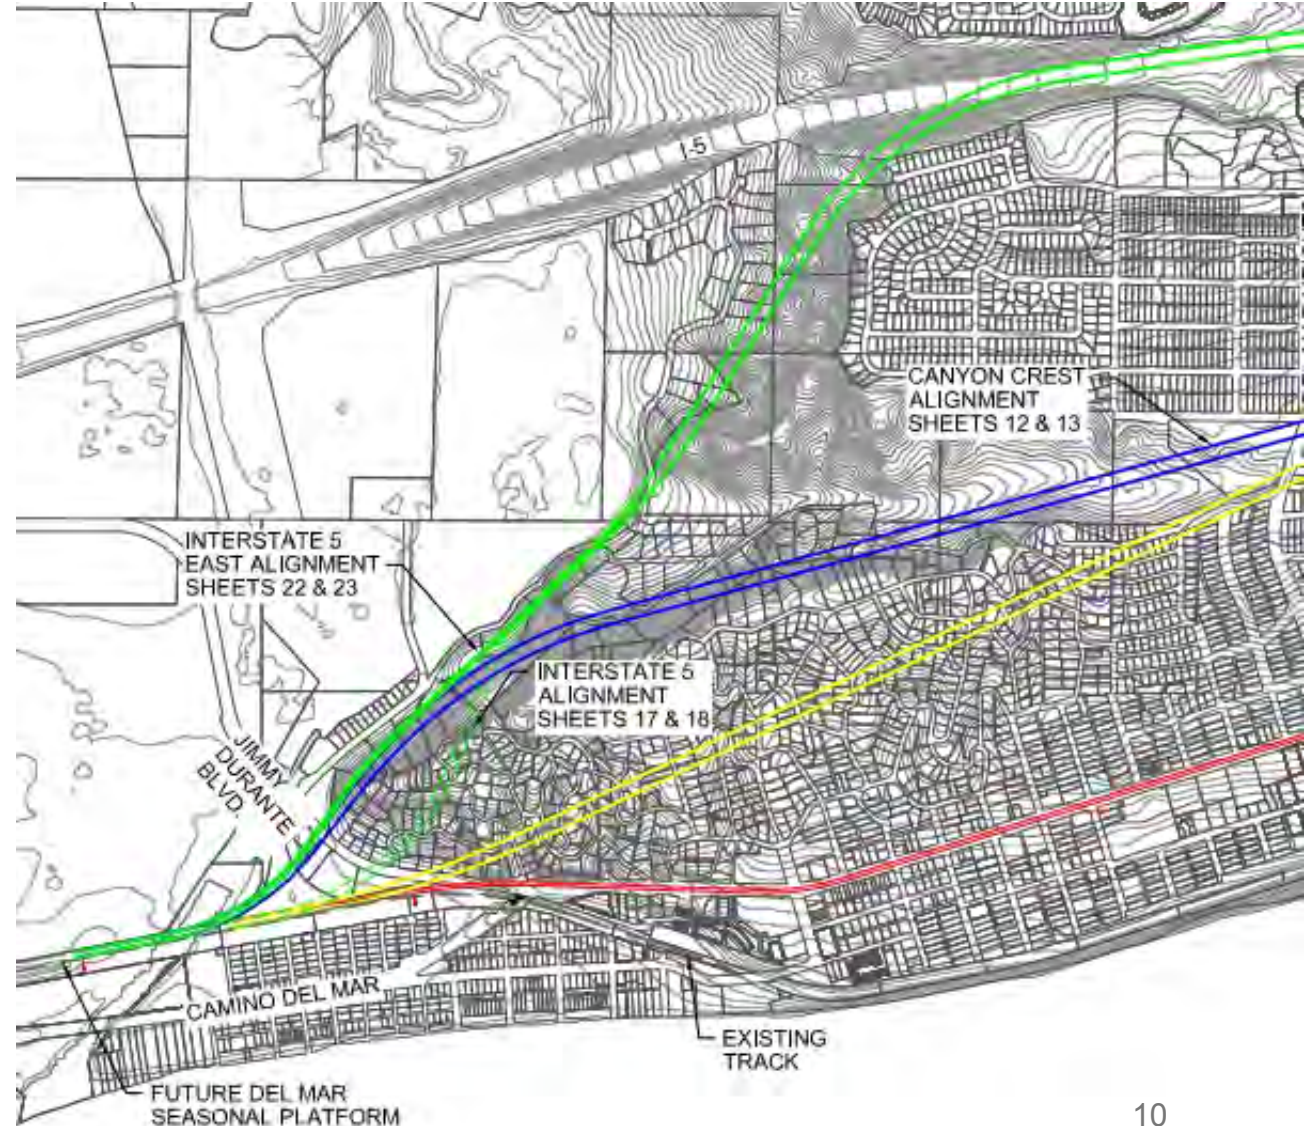 I-5
CANYON CREST
ALIGNMENT
SHEETS 12 & 13
INTERSTATE 5
EAST ALIGNMENT
SHEETS 22 & 23
INTERSTATE 5
ALIGNMENT
SHEETS 17 & 18
JIMMY
DURANTE
BLVD.
CAMINO DEL MAR
EXISTING
TRACK
FUTURE DEL MAR
SEASONAL PLATFORM
10